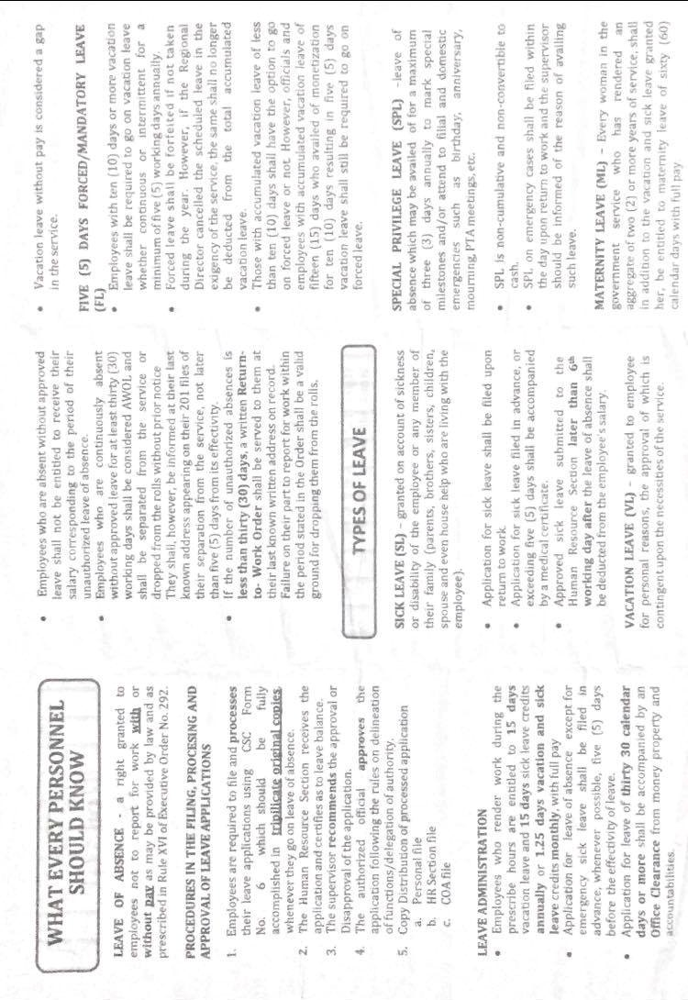 WHAT EVERY PERSONNEL
SHOULD KNOW
LEAVE OF ABSENCE - a right granted to
employees not to report for work with or
without pay as may be provided by law and as
prescribed in Rule XVI of Executive Order No. 292.
PROCEDURES IN THE FILING, PROCESING AND
APPROVAL OF LEAVE APPLICATIONS
1. Employees are required to file and processes
their leave applications using CSC Form
No. 6 which should be fully
accomplished in tripilicate original copies,
whenever they go on leave of absence.
2. The Human Resource Section receives the
application and certifies as to leave balance.
3. The supervisor recommends the approval or
Disapproval of the application.
4. The authorized official approves the
application following the rules on delineation
of functions/delegation of authority.
5. Copy Distribution of processed application
a. Personal file
b. HR Section file
c. COA file
LEAVE ADMINISTRATION
• Employees who render work during the
prescribe hours are entitled to 15 days
vacation leave and 15 days sick leave credits
annually or 1.25 days vacation and sick
leave credits monthly, with full pay
• Application for leave of absence except for
emergency sick leave shall be filed in
advance, whenever possible, five (5) days
before the effectivity of leave.
• Application for leave of thirty 30 calendar
days or more shall be accompanied by an
Office Clearance from money property and
accountabilities.
• Employees who are absent without approved
leave shall not be entitled to receive their
salary corresponding to the period of their
unauthorized leave of absence.
• Employees who are continuously absent
without approved leave for at least thirty (30)
working days shall be considered AWOL and
shall be separated from the service or
dropped from the rolls without prior notice
They shall, however, be informed at their last
known address appearing on their 201 files of
their separation from the service, not later
than five (5) days from its effectivity.
• If the number of unauthorized absences is
less than thirty (30) days, a written Return-
to- Work Order shall be served to them at
their last known written address on record.
Failure on their part to report for work within
the period stated in the Order shall be a valid
ground for dropping them from the rolls.
TYPES OF LEAVE
SICK LEAVE (SL) – granted on account of sickness
or disability of the employee or any member of
their family (parents, brothers, sisters, children,
spouse and even house help who are living with the
employee).
• Application for sick leave shall be filed upon
return to work.
• Application for sick leave filed in advance, or
exceeding five (5) days shall be accompanied
by a medical certificate.
• Approved sick leave submitted to the
Human Resource Section later than 6th
working day after the leave of absence shall
be deducted from the employee's salary.
VACATION LEAVE (VL) – granted to employee
for personal reasons, the approval of which is
contingent upon the necessities of the service.
• Vacation leave without pay is considered a gap
in the service.
FIVE (5) DAYS FORCED/MANDATORY LEAVE
(FL)
• Employees with ten (10) days or more vacation
leave shall be required to go on vacation leave
whether continuous or intermittent for a
minimum of five (5) working days annually.
• Forced leave shall be forfeited if not taken
during the year. However, if the Regional
Director cancelled the scheduled leave in the
exigency of the service, the same shall no longer
be deducted from the total accumulated
vacation leave.
• Those with accumulated vacation leave of less
than ten (10) days shall have the option to go
on forced leave or not. However, officials and
employees with accumulated vacation leave of
fifteen (15) days who availed of monetization
for ten (10) days resulting in five (5) days
vacation leave shall still be required to go on
forced leave.
SPECIAL PRIVILEGE LEAVE (SPL) -leave of
absence which may be availed of for a maximum
of three (3) days annually to mark special
milestones and/or attend to filial and domestic
emergencies such as birthday, anniversary,
mourning, PTA meetings, etc.
• SPL is non-cumulative and non-convertible to
cash.
• SPL on emergency cases shall be filed within
the day upon return to work and the supervisor
should be informed of the reason of availing
such leave.
MATERNITY LEAVE (ML) – Every woman in the
government service who has rendered an
aggregate of two (2) or more years of service, shall
in addition to the vacation and sick leave granted
her, be entitled to maternity leave of sixty (60)
calendar days with full pay